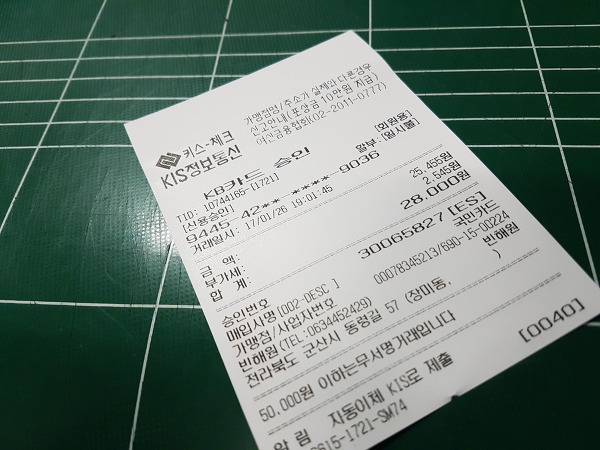 가맹점명/주소가 실제와 다른경우
신고안내(포상금 10만원 지급)
여신금융협회(02-2011-0777)
키스-체크
KIS정보통신
KB카드 승인
TID: 10744165-[1721] [회원용]
[신용승인] 할부: [일시불]
9445-42**-****-9036
거래일시: 17/01/26 19:01:45
금 액: 25,455원
부가세: 2,545원
합 계: 28,000원
승인번호 30065827 [ES]
매입사명[002-DESC ] 국민카드
가맹점/사업자번호 00078345213/690-15-00224
반해원(TEL:0634452429) 반해원
전라북도 군산시 동령길 57 (장미동, )
50,000원 이하는무서명거래입니다
[0040]
알 림 자동이체 KIS로 제출
615-1721-SM74